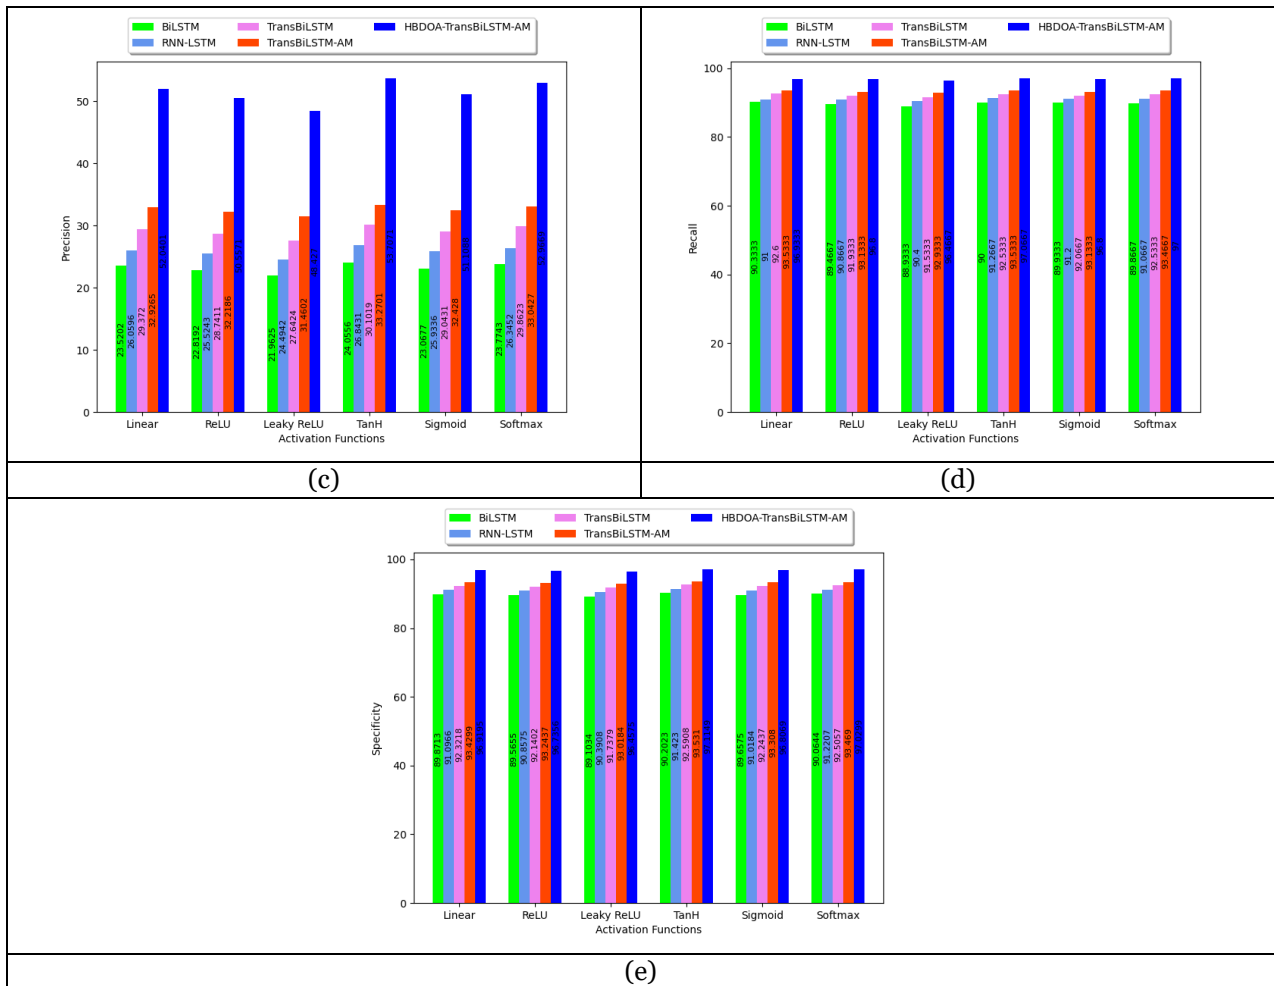 BiLSTM TransBiLSTM HBDOA-TransBiLSTM-AM
RNN-LSTM TransBiLSTM-AM
Precision
50
40
30
20
10
0
23.5202 26.0596 29.372 32.9265
22.8192 25.5243 28.7411 32.2186
21.9625 24.4942 27.6424 31.4602
24.0556 26.8431 30.1019 33.2701
23.0677 25.9336 29.0431 32.428
23.7743 26.3452 29.8623 33.0427
Linear ReLU Leaky ReLU TanH Sigmoid Softmax
Activation Functions
(c)
BiLSTM TransBiLSTM HBDOA-TransBiLSTM-AM
RNN-LSTM TransBiLSTM-AM
Recall
100
80
60
40
20
0
90.3333 91 92.6 93.5333
89.4667 90.8667 91.9333 93.1333
88.9333 90.4 91.5333 92.9333
90 91.2667 92.5333 93.5333
89.9333 91.2 92.0667 93.1333
89.8667 91.0667 92.5333 93.4667
Linear ReLU Leaky ReLU TanH Sigmoid Softmax
Activation Functions
(d)
BiLSTM TransBiLSTM HBDOA-TransBiLSTM-AM
RNN-LSTM TransBiLSTM-AM
Specificity
100
80
60
40
20
0
89.8713 91.0966 92.3218 93.4299
89.5655 90.8575 92.1402 93.2437
89.1034 90.3908 91.7379 93.0184
90.2023 91.423 92.5908 93.531
89.6575 91.0184 92.2437 93.308
90.0644 91.2207 92.5057 93.469
Linear ReLU Leaky ReLU TanH Sigmoid Softmax
Activation Functions
(e)